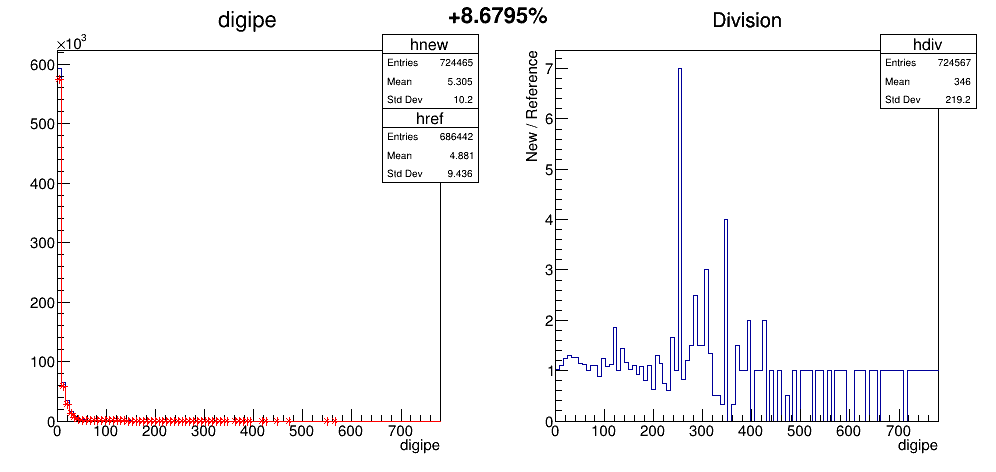 digipe
+8.6795%
Division
×10³
hnew
Entries 724465
Mean 5.305
Std Dev 10.2
href
Entries 686442
Mean 4.881
Std Dev 9.436
600
500
400
300
200
100
0
0 100 200 300 400 500 600 700
digipe
hdiv
Entries 724567
Mean 346
Std Dev 219.2
New / Reference
7
6
5
4
3
2
1
0
0 100 200 300 400 500 600 700
digipe